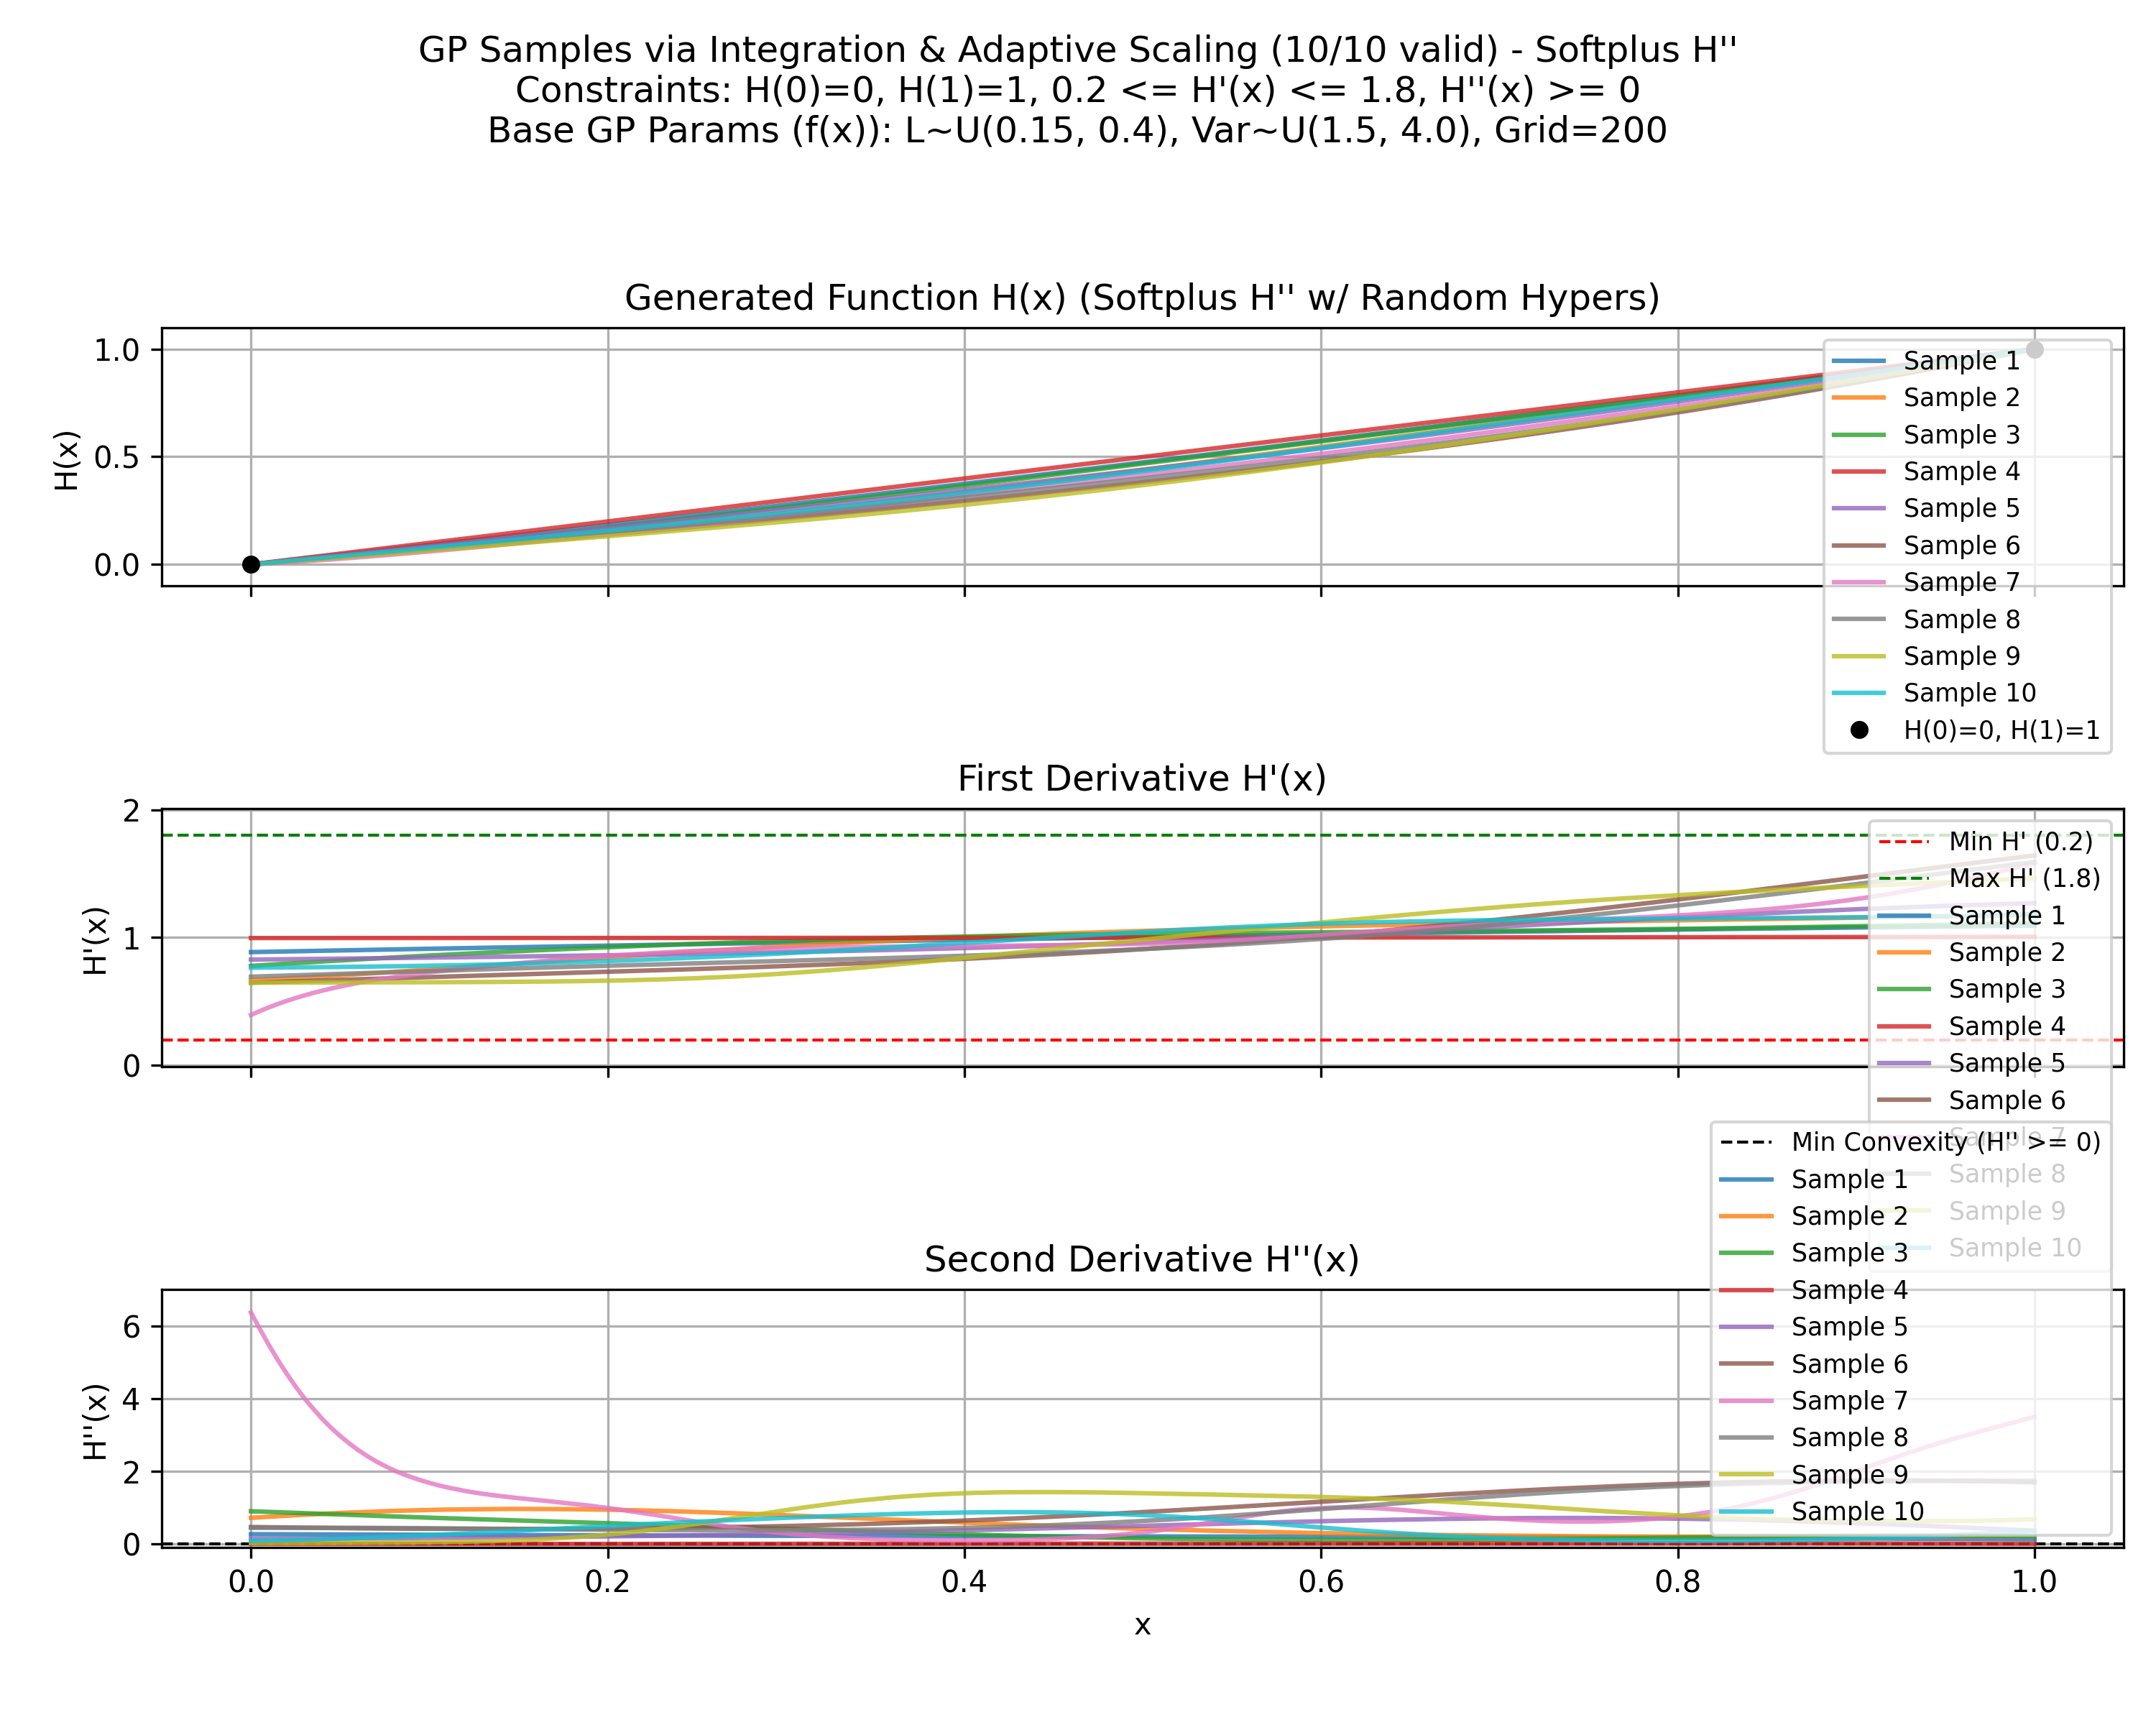 GP Samples via Integration & Adaptive Scaling (10/10 valid) - Softplus H''
Constraints: H(0)=0, H(1)=1, 0.2 <= H'(x) <= 1.8, H''(x) >= 0
Base GP Params (f(x)): L~U(0.15, 0.4), Var~U(1.5, 4.0), Grid=200
Generated Function H(x) (Softplus H'' w/ Random Hypers)
H(x)
1.0
0.5
0.0
Sample 1
Sample 2
Sample 3
Sample 4
Sample 5
Sample 6
Sample 7
Sample 8
Sample 9
Sample 10
H(0)=0, H(1)=1
First Derivative H'(x)
H'(x)
2
1
0
Min H' (0.2)
Max H' (1.8)
Sample 1
Sample 2
Sample 3
Sample 4
Sample 5
Sample 6
Sample 7
Sample 8
Sample 9
Sample 10
Second Derivative H''(x)
H''(x)
6
4
2
0
Min Convexity (H'' >= 0)
Sample 1
Sample 2
Sample 3
Sample 4
Sample 5
Sample 6
Sample 7
Sample 8
Sample 9
Sample 10
0.0
0.2
0.4
0.6
0.8
1.0
x